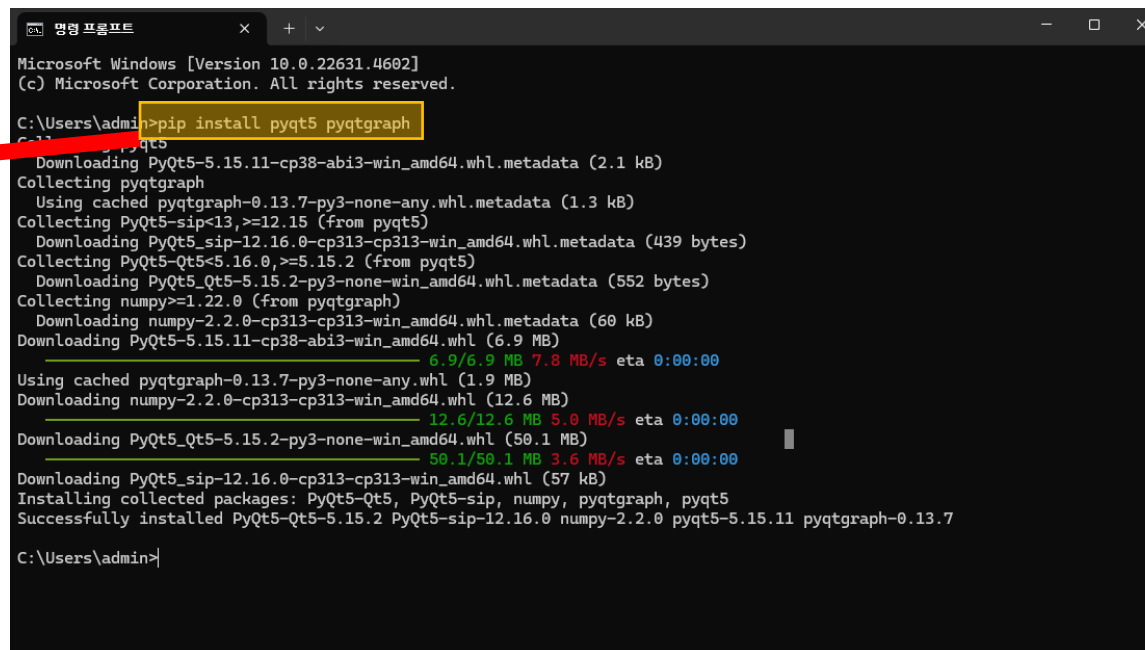 명령 프롬프트
Microsoft Windows [Version 10.0.22631.4602]
(c) Microsoft Corporation. All rights reserved.
C:\Users\admin>pip install pyqt5 pyqtgraph
pyqt5
Downloading PyQt5-5.15.11-cp38-abi3-win_amd64.whl.metadata (2.1 kB)
Collecting pyqtgraph
Using cached pyqtgraph-0.13.7-py3-none-any.whl.metadata (1.3 kB)
Collecting PyQt5-sip<13,>=12.15 (from pyqt5)
Downloading PyQt5_sip-12.16.0-cp313-cp313-win_amd64.whl.metadata (439 bytes)
Collecting PyQt5-Qt5<5.16.0,>=5.15.2 (from pyqt5)
Downloading PyQt5_Qt5-5.15.2-py3-none-win_amd64.whl.metadata (552 bytes)
Collecting numpy>=1.22.0 (from pyqtgraph)
Downloading numpy-2.2.0-cp313-cp313-win_amd64.whl.metadata (60 kB)
Downloading PyQt5-5.15.11-cp38-abi3-win_amd64.whl (6.9 MB)
6.9/6.9 MB 7.8 MB/s eta 0:00:00
Using cached pyqtgraph-0.13.7-py3-none-any.whl (1.9 MB)
Downloading numpy-2.2.0-cp313-cp313-win_amd64.whl (12.6 MB)
12.6/12.6 MB 5.0 MB/s eta 0:00:00
Downloading PyQt5_Qt5-5.15.2-py3-none-win_amd64.whl (50.1 MB)
50.1/50.1 MB 3.6 MB/s eta 0:00:00
Downloading PyQt5_sip-12.16.0-cp313-cp313-win_amd64.whl (57 kB)
Installing collected packages: PyQt5-Qt5, PyQt5-sip, numpy, pyqtgraph, pyqt5
Successfully installed PyQt5-Qt5-5.15.2 PyQt5-sip-12.16.0 numpy-2.2.0 pyqt5-5.15.11 pyqtgraph-0.13.7
C:\Users\admin>